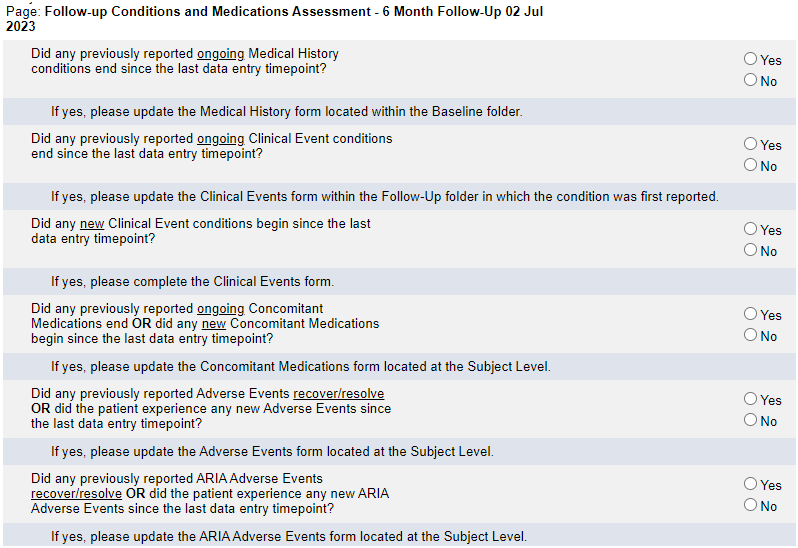 Page: Follow-up Conditions and Medications Assessment - 6 Month Follow-Up 02 Jul
2023
Did any previously reported ongoing Medical History
conditions end since the last data entry timepoint?
Yes
No
If yes, please update the Medical History form located within the Baseline folder.
Did any previously reported ongoing Clinical Event conditions
end since the last data entry timepoint?
Yes
No
If yes, please update the Clinical Events form within the Follow-Up folder in which the condition was first reported.
Did any new Clinical Event conditions begin since the last
data entry timepoint?
Yes
No
If yes, please complete the Clinical Events form.
Did any previously reported ongoing Concomitant
Medications end OR did any new Concomitant Medications
begin since the last data entry timepoint?
Yes
No
If yes, please update the Concomitant Medications form located at the Subject Level.
Did any previously reported Adverse Events recover/resolve
OR did the patient experience any new Adverse Events since
the last data entry timepoint?
Yes
No
If yes, please update the Adverse Events form located at the Subject Level.
Did any previously reported ARIA Adverse Events
recover/resolve OR did the patient experience any new ARIA
Adverse Events since the last data entry timepoint?
Yes
No
If yes, please update the ARIA Adverse Events form located at the Subject Level.